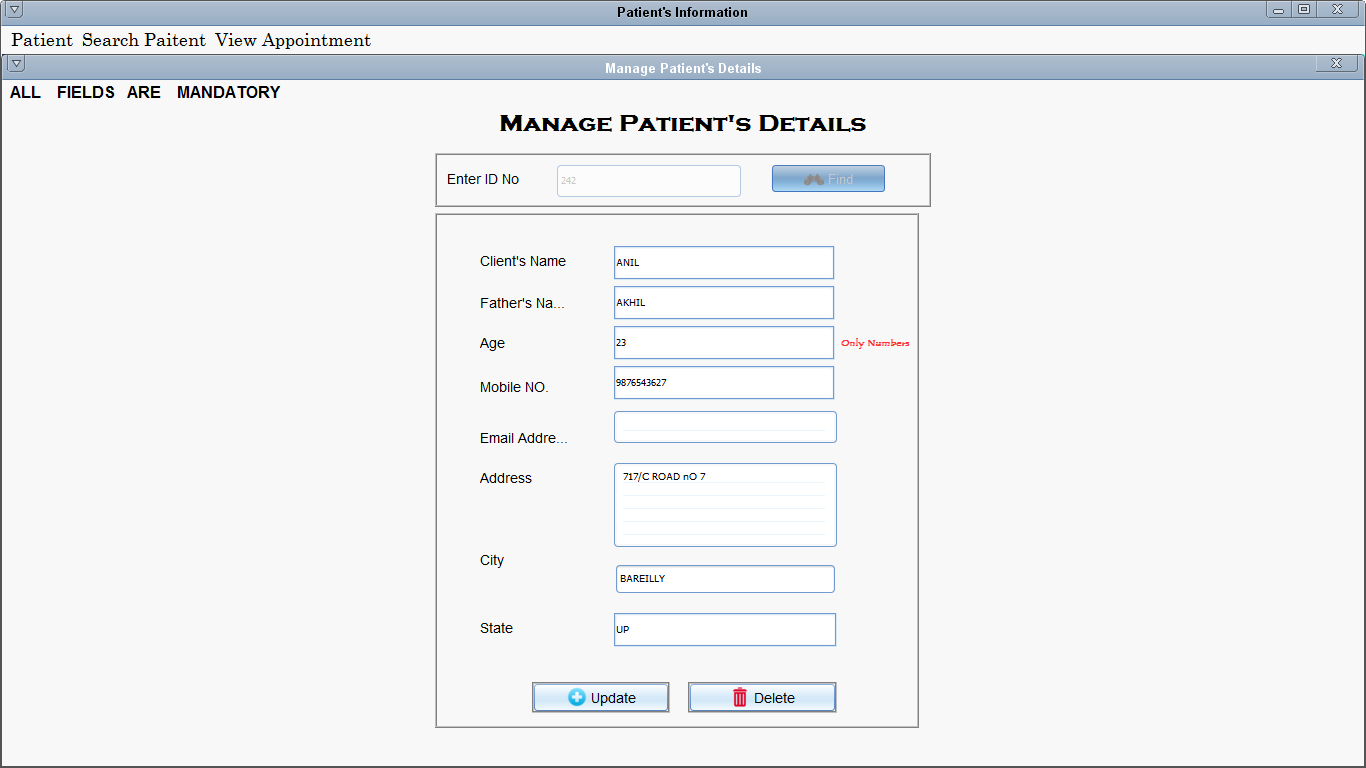 Patient's Information
Patient Search Paitent View Appointment
Manage Patient's Details
ALL FIELDS ARE MANDATORY
MANAGE PATIENT'S DETAILS
Enter ID No 242 Find
Client's Name ANIL
Father's Na... AKHIL
Age 23 Only Numbers
Mobile NO. 9876543627
Email Addre...
Address 717/C ROAD nO 7
City BAREILLY
State UP
Update Delete